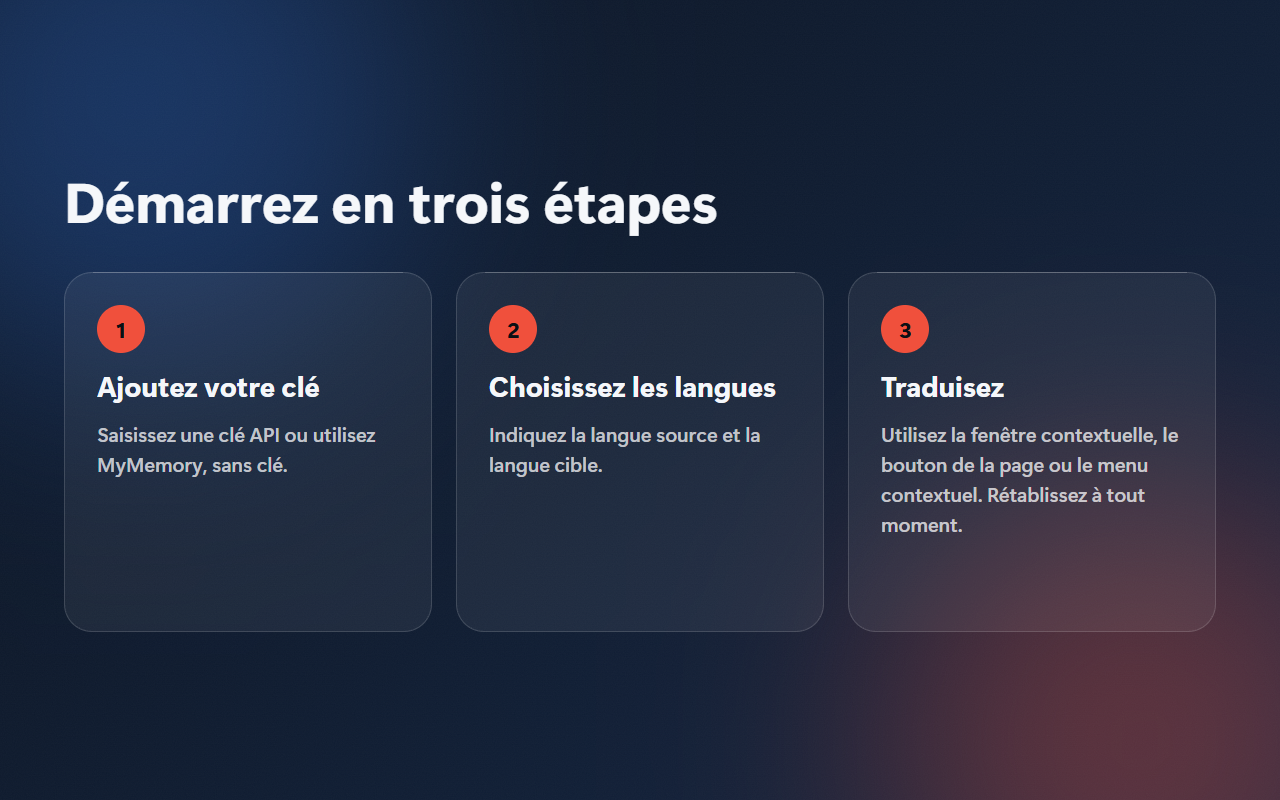 Démarrez en trois étapes
1
Ajoutez votre clé
Saisissez une clé API ou utilisez
MyMemory, sans clé.
2
Choisissez les langues
Indiquez la langue source et la
langue cible.
3
Traduisez
Utilisez la fenêtre contextuelle, le
bouton de la page ou le menu
contextuel. Rétablissez à tout
moment.